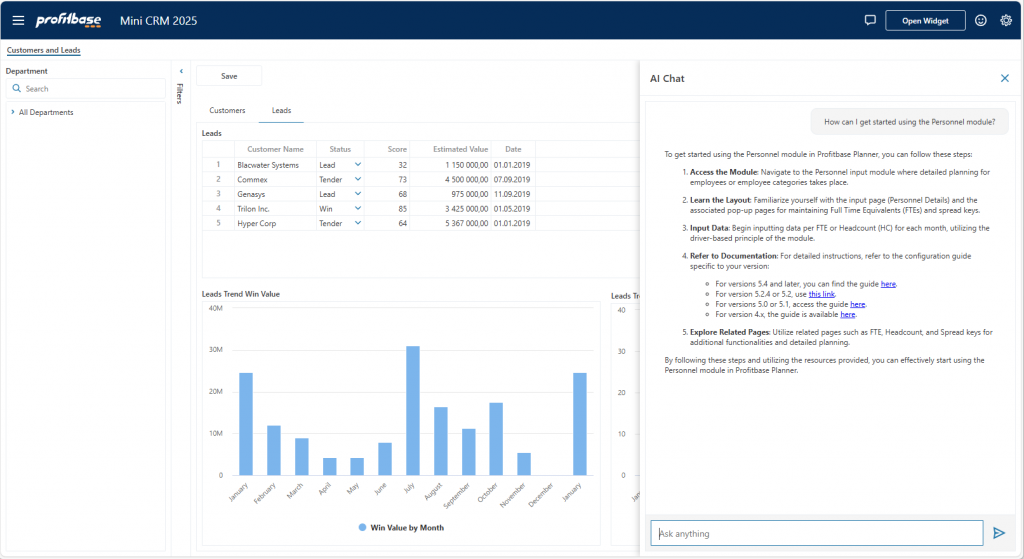 profitbase
Mini CRM 2025
Open Widget
Customers and Leads
Department
Search
All Departments
Filters
Save
Customers
Leads
Leads
Customer Name Status Score Estimated Value Date
1 Blacwater Systems Lead 32 1 150 000,00 01.01.2019
2 Commex Tender 73 4 500 000,00 07.09.2019
3 Genasys Lead 68 975 000,00 11.09.2019
4 Trilon Inc. Win 85 3 425 000,00 01.05.2019
5 Hyper Corp Tender 64 5 367 000,00 01.01.2019
Leads Trend Win Value
40M
30M
20M
10M
0
January
February
March
April
May
June
July
August
September
October
November
December
January
Win Value by Month
Leads Tre
40
30
20
10
0
AI Chat
How can I get started using the Personnel module?
To get started using the Personnel module in Profitbase Planner, you can follow these steps:
1. Access the Module: Navigate to the Personnel input module where detailed planning for
employees or employee categories takes place.
2. Learn the Layout: Familiarize yourself with the input page (Personnel Details) and the
associated pop-up pages for maintaining Full Time Equivalents (FTEs) and spread keys.
3. Input Data: Begin inputting data per FTE or Headcount (HC) for each month, utilizing the
driver-based principle of the module.
4. Refer to Documentation: For detailed instructions, refer to the configuration guide
specific to your version:
For versions 5.4 and later, you can find the guide here.
For version 5.2.4 or 5.2, use this link.
For versions 5.0 or 5.1, access the guide here.
For version 4.x, the guide is available here.
5. Explore Related Pages: Utilize related pages such as FTE, Headcount, and Spread keys for
additional functionalities and detailed planning.
By following these steps and utilizing the resources provided, you can effectively start using the
Personnel module in Profitbase Planner.
Ask anything